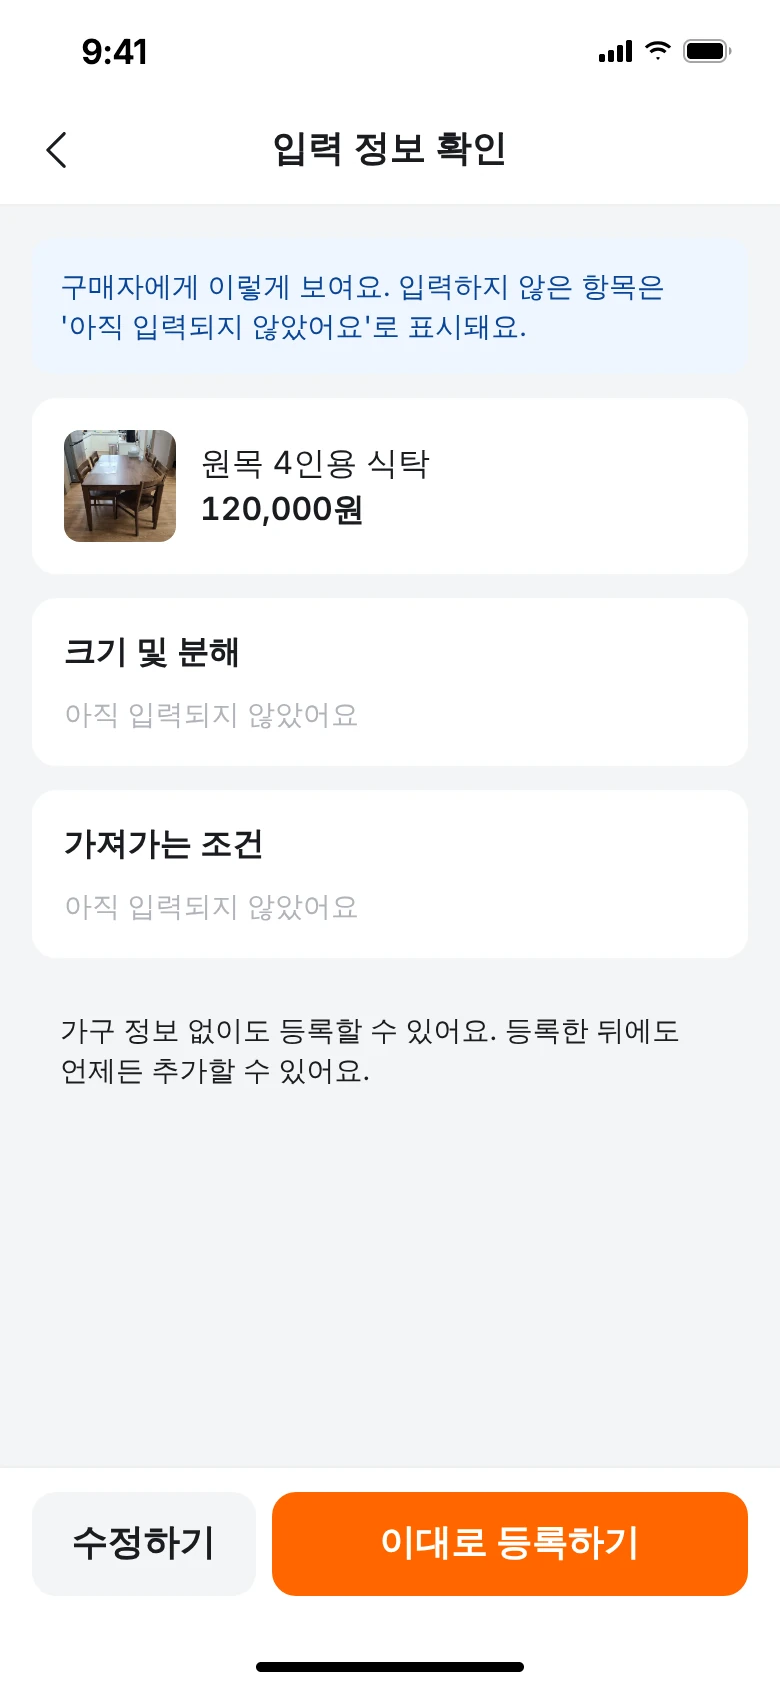 9:41
입력 정보 확인
구매자에게 이렇게 보여요. 입력하지 않은 항목은
'아직 입력되지 않았어요'로 표시돼요.
원목 4인용 식탁
120,000원
크기 및 분해
아직 입력되지 않았어요
가져가는 조건
아직 입력되지 않았어요
가구 정보 없이도 등록할 수 있어요. 등록한 뒤에도
언제든 추가할 수 있어요.
수정하기
이대로 등록하기